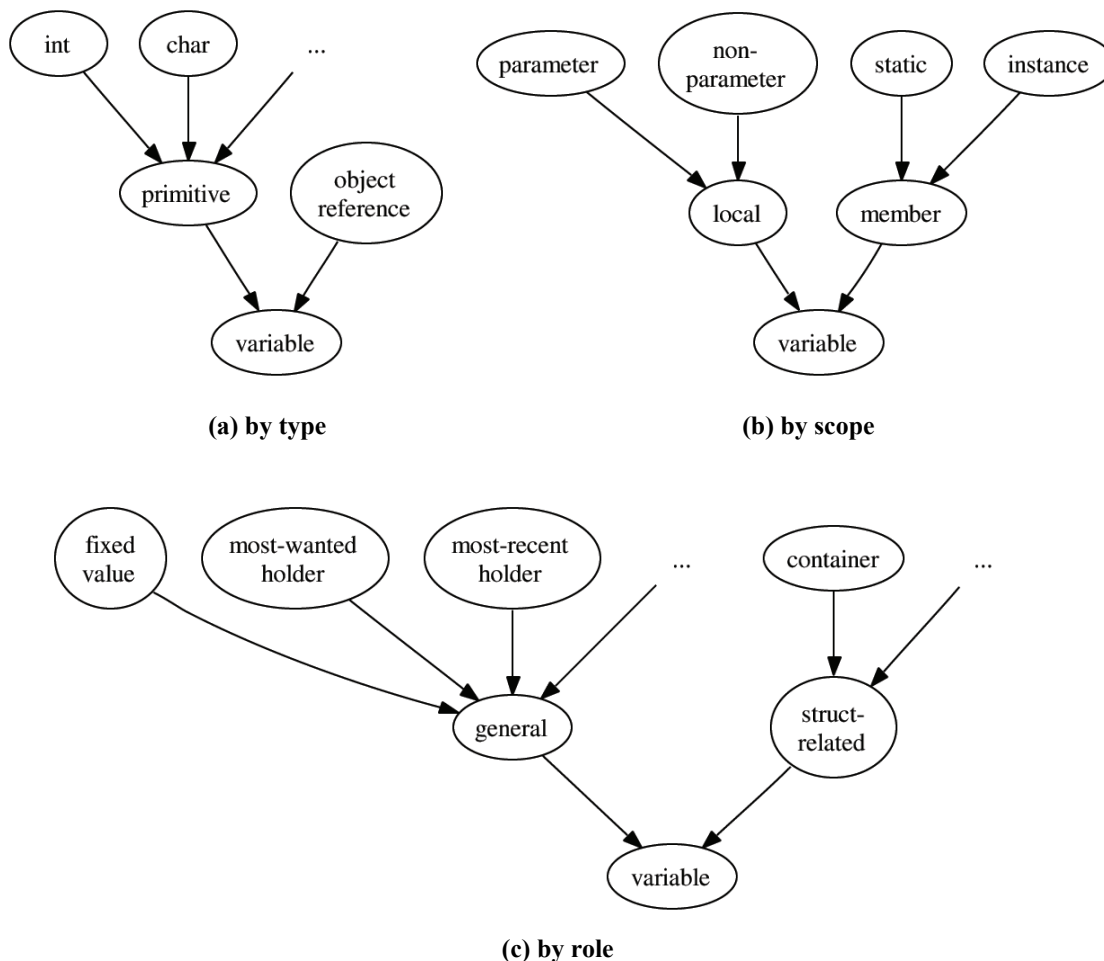 int
char
...
primitive
object
reference
variable
(a) by type
parameter
non-
parameter
static
instance
local
member
variable
(b) by scope
fixed
value
most-wanted
holder
most-recent
holder
...
container
...
general
struct-
related
variable
(c) by role